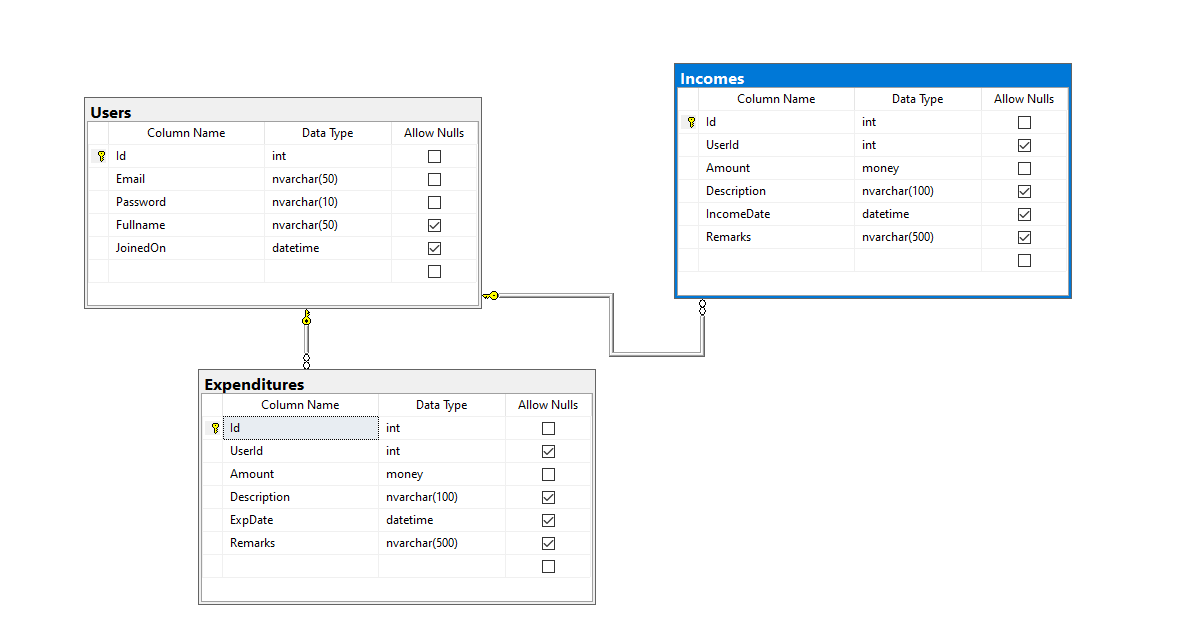 Users
Column Name Data Type Allow Nulls
Id int
Email nvarchar(50)
Password nvarchar(10)
Fullname nvarchar(50)
JoinedOn datetime
Incomes
Column Name Data Type Allow Nulls
Id int
UserId int
Amount money
Description nvarchar(100)
IncomeDate datetime
Remarks nvarchar(500)
Expenditures
Column Name Data Type Allow Nulls
Id int
UserId int
Amount money
Description nvarchar(100)
ExpDate datetime
Remarks nvarchar(500)